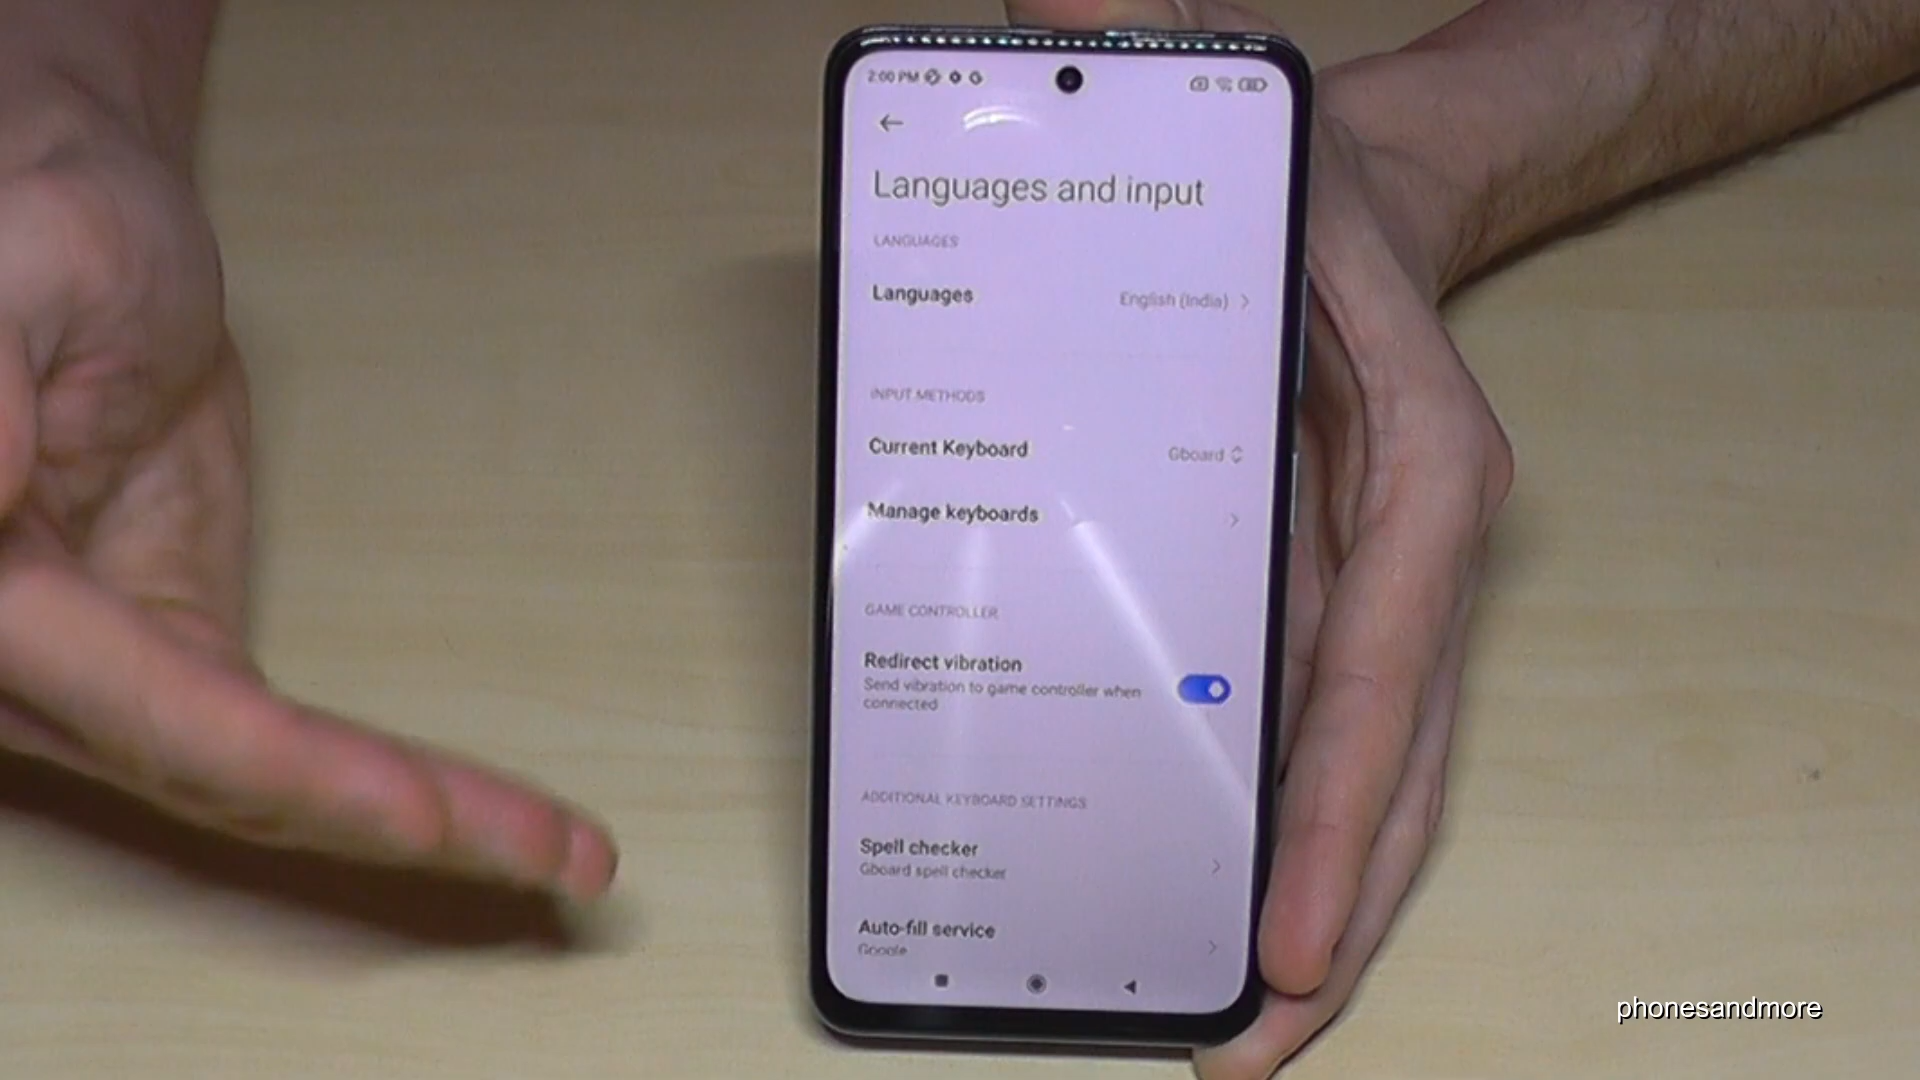 2:00 PM
Languages and input
LANGUAGES
Languages
English (India)
INPUT METHODS
Current Keyboard
Gboard
Manage keyboards
GAME CONTROLLER
Redirect vibration
Send vibration to game controller when
connected
ADDITIONAL KEYBOARD SETTINGS
Spell checker
Gboard spell checker
Auto-fill service
Google
phonesandmore